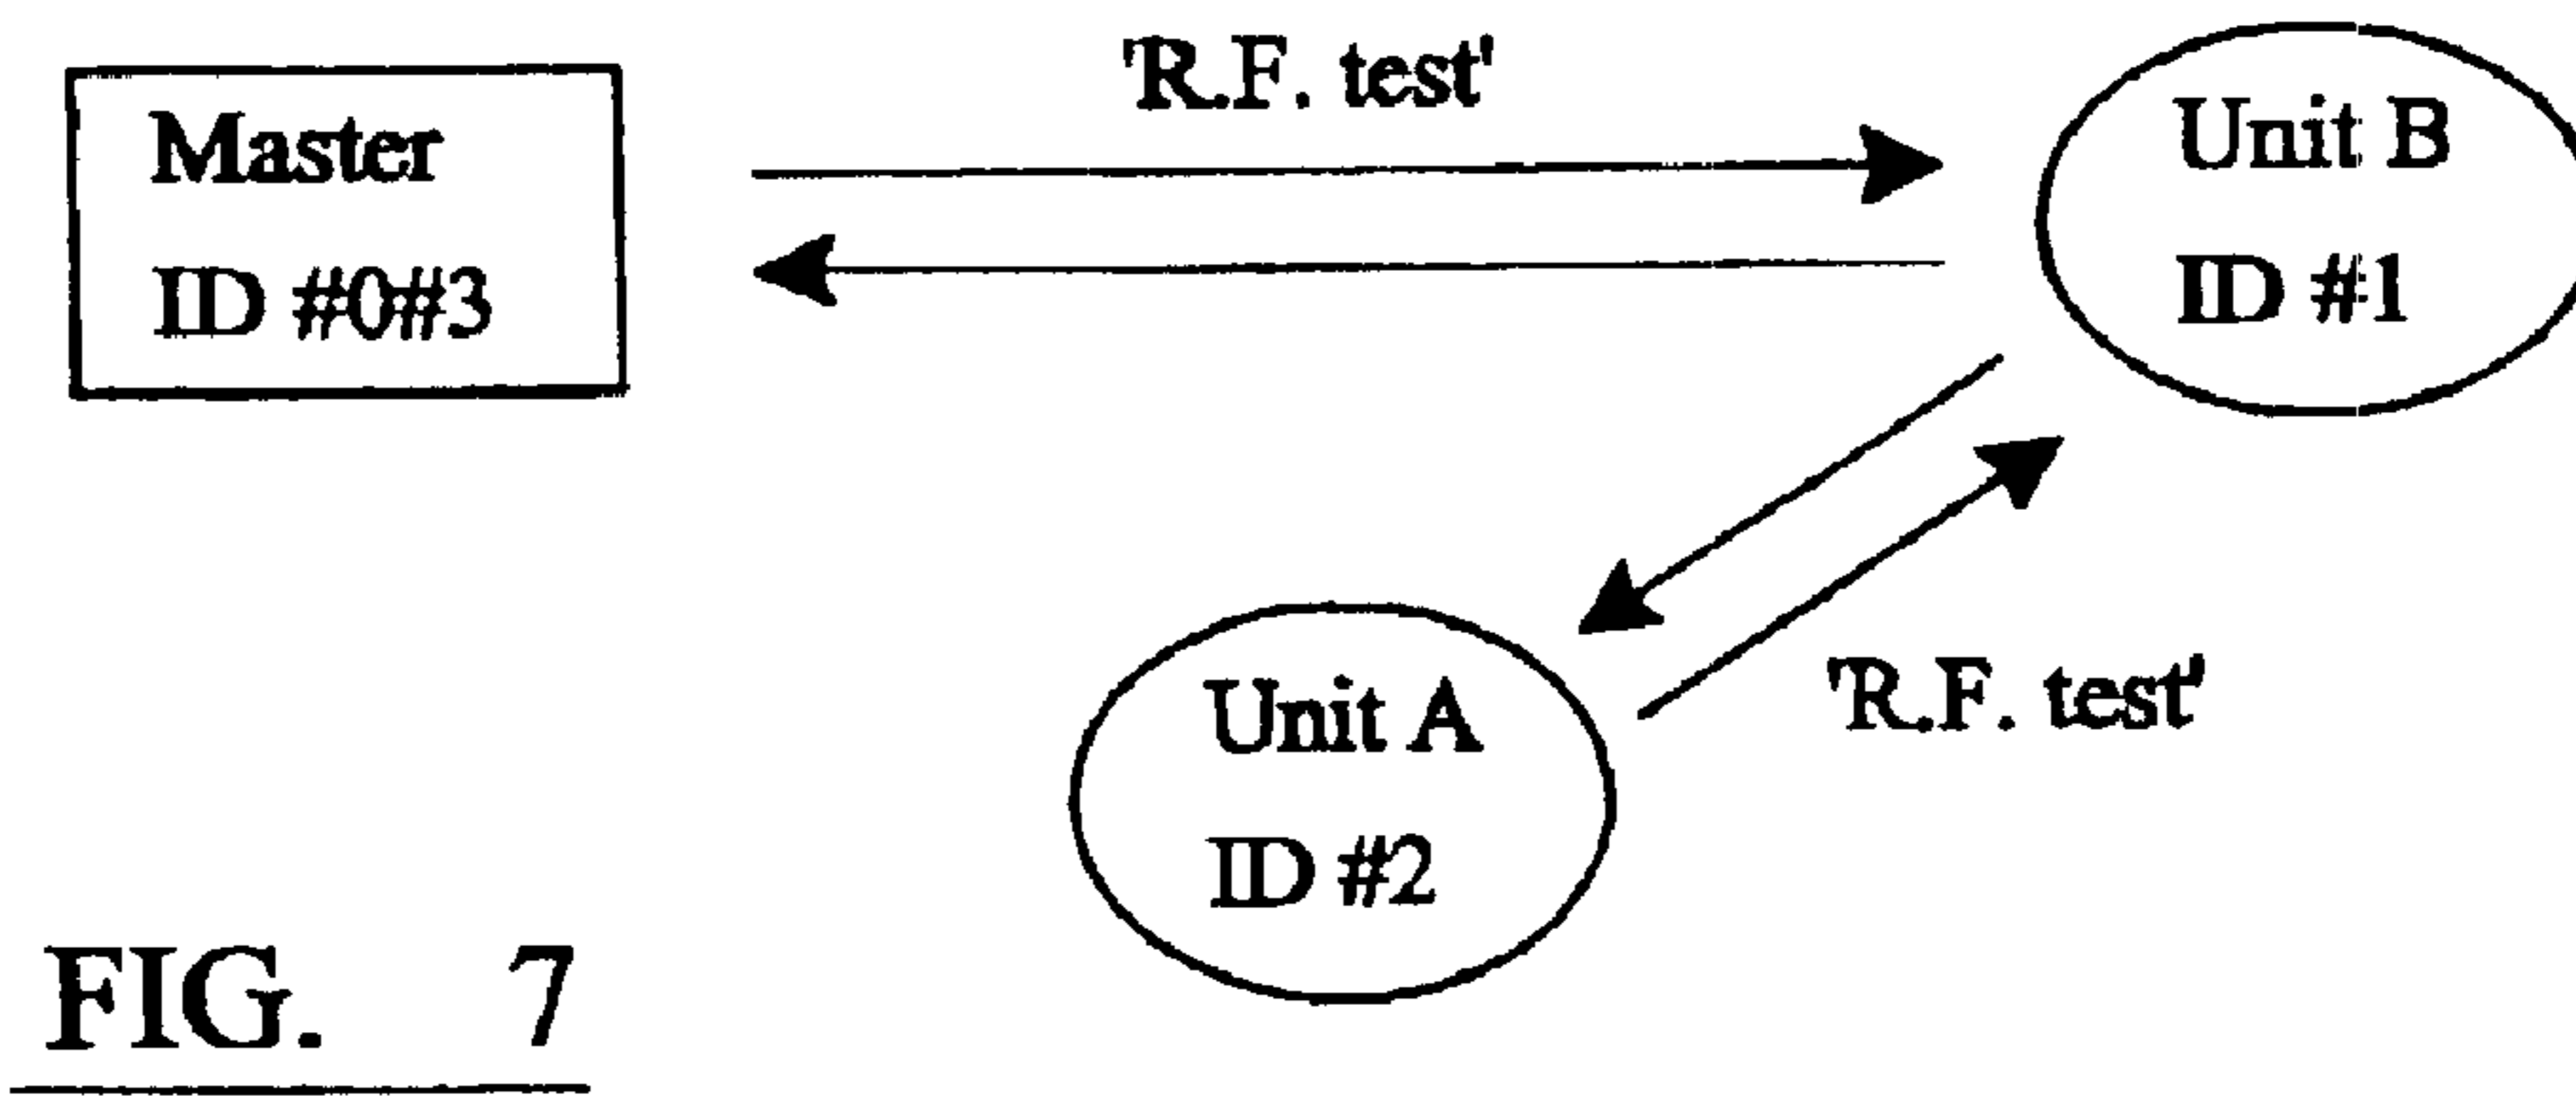 'R.F. test'
Master
ID #0#3
Unit B
ID #1
Unit A
ID #2
'R.F. test'
FIG. 7